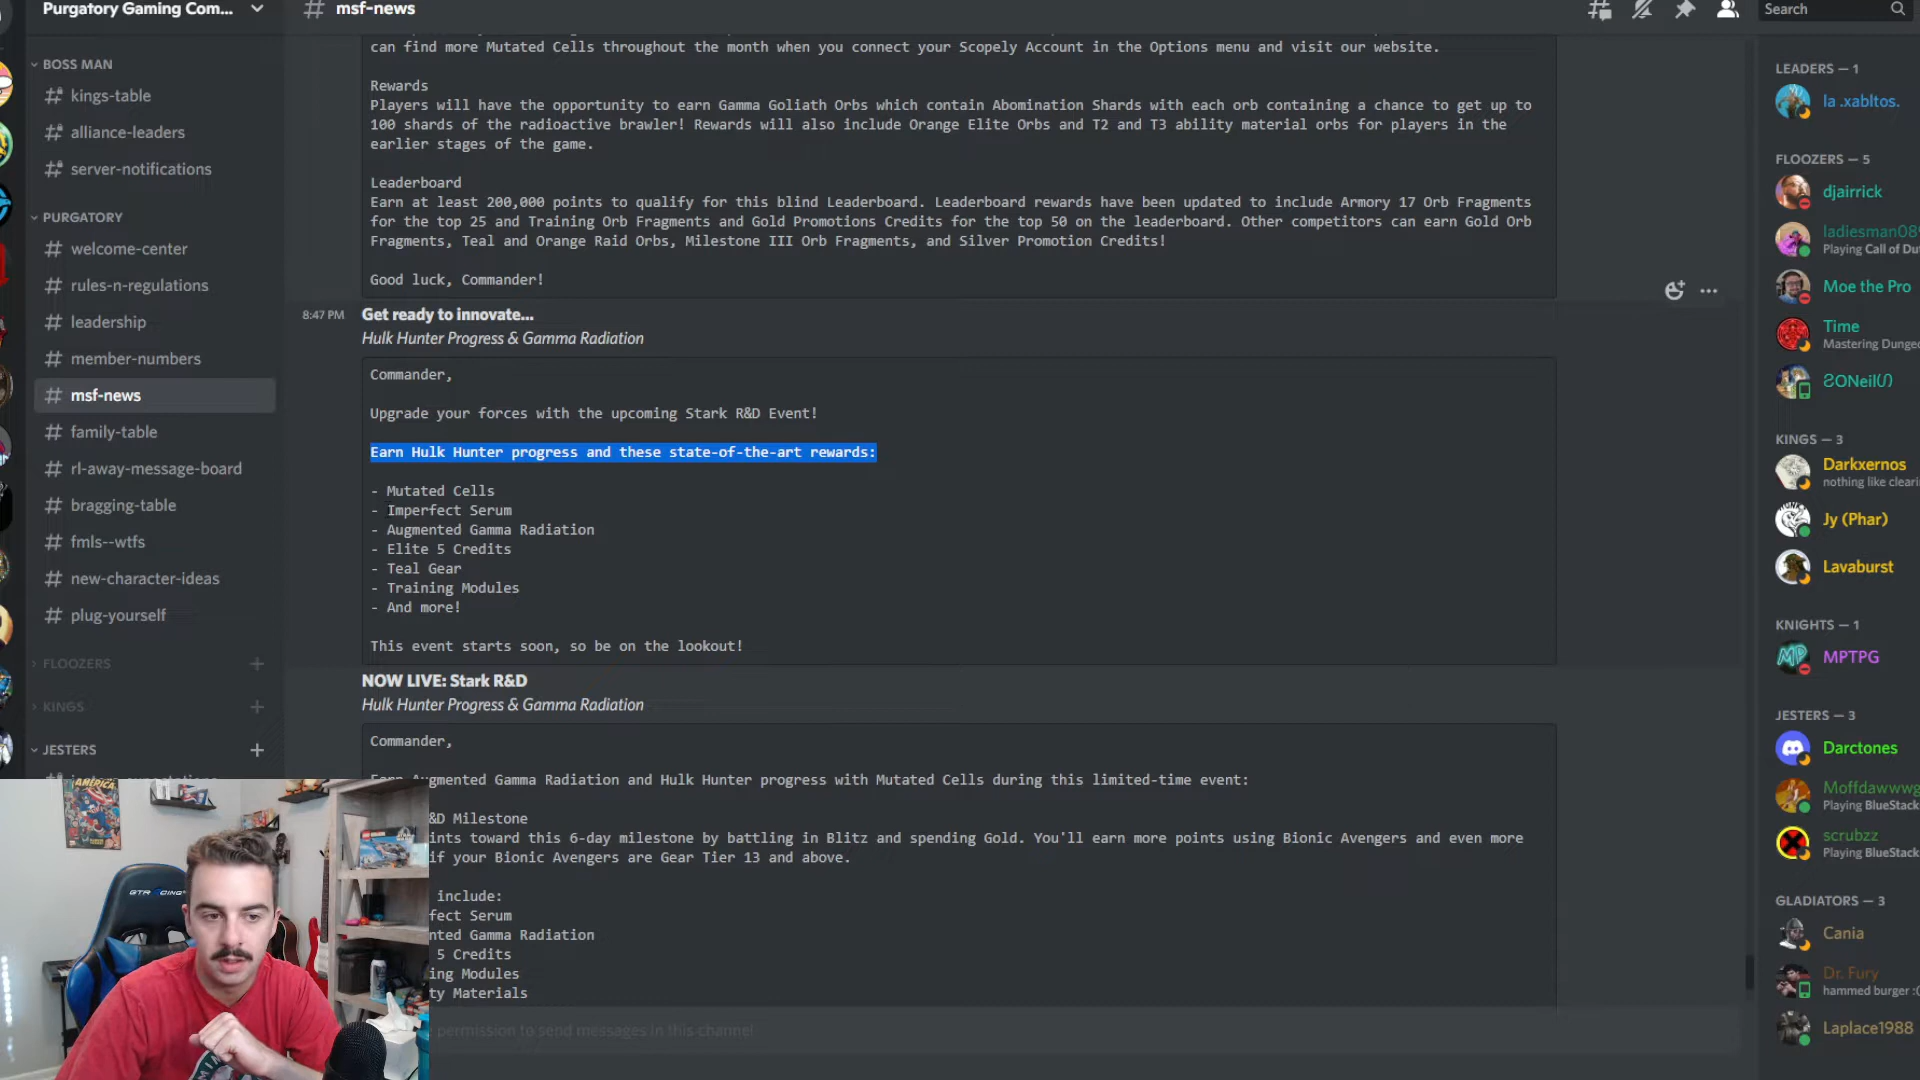 Purgatory Gaming Com...
msf-news
Search
BOSS MAN
kings-table
alliance-leaders
server-notifications
PURGATORY
welcome-center
rules-n-regulations
leadership
member-numbers
msf-news
family-table
rl-away-message-board
bragging-table
fmls--wtfs
new-character-ideas
plug-yourself
FLOOZERS
KINGS
JESTERS
can find more Mutated Cells throughout the month when you connect your Scopely Account in the Options menu and visit our website.
Rewards
Players will have the opportunity to earn Gamma Goliath Orbs which contain Abomination Shards with each orb containing a chance to get up to
100 shards of the radioactive brawler! Rewards will also include Orange Elite Orbs and T2 and T3 ability material orbs for players in the
earlier stages of the game.
Leaderboard
Earn at least 200,000 points to qualify for this blind Leaderboard. Leaderboard rewards have been updated to include Armory 17 Orb Fragments
for the top 25 and Training Orb Fragments and Gold Promotions Credits for the top 50 on the leaderboard. Other competitors can earn Gold Orb
Fragments, Teal and Orange Raid Orbs, Milestone III Orb Fragments, and Silver Promotion Credits!
Good luck, Commander!
8:47 PM
Get ready to innovate...
Hulk Hunter Progress & Gamma Radiation
Commander,
Upgrade your forces with the upcoming Stark R&D Event!
Earn Hulk Hunter progress and these state-of-the-art rewards:
- Mutated Cells
- Imperfect Serum
- Augmented Gamma Radiation
- Elite 5 Credits
- Teal Gear
- Training Modules
- And more!
This event starts soon, so be on the lookout!
NOW LIVE: Stark R&D
Hulk Hunter Progress & Gamma Radiation
Commander,
Earn Augmented Gamma Radiation and Hulk Hunter progress with Mutated Cells during this limited-time event:
&D Milestone
ints toward this 6-day milestone by battling in Blitz and spending Gold. You'll earn more points using Bionic Avengers and even more
if your Bionic Avengers are Gear Tier 13 and above.
include:
fect Serum
nted Gamma Radiation
5 Credits
ing Modules
ty Materials
permission to send messages in this channel
LEADERS — 1
la .xabltos.
FLOOZERS — 5
djairrick
ladiesman089
Playing Call of Dut
Moe the Pro
Time
Mastering Dunge
KINGS — 3
Darkxernos
nothing like clearin
Jy (Phar)
Lavaburst
KNIGHTS — 1
MPTPG
JESTERS — 3
Darctones
Moffdawwwg
Playing BlueStack
scrubzz
Playing BlueStack
GLADIATORS — 3
Cania
Dr. Fury
hammed burger :(
Laplace1988